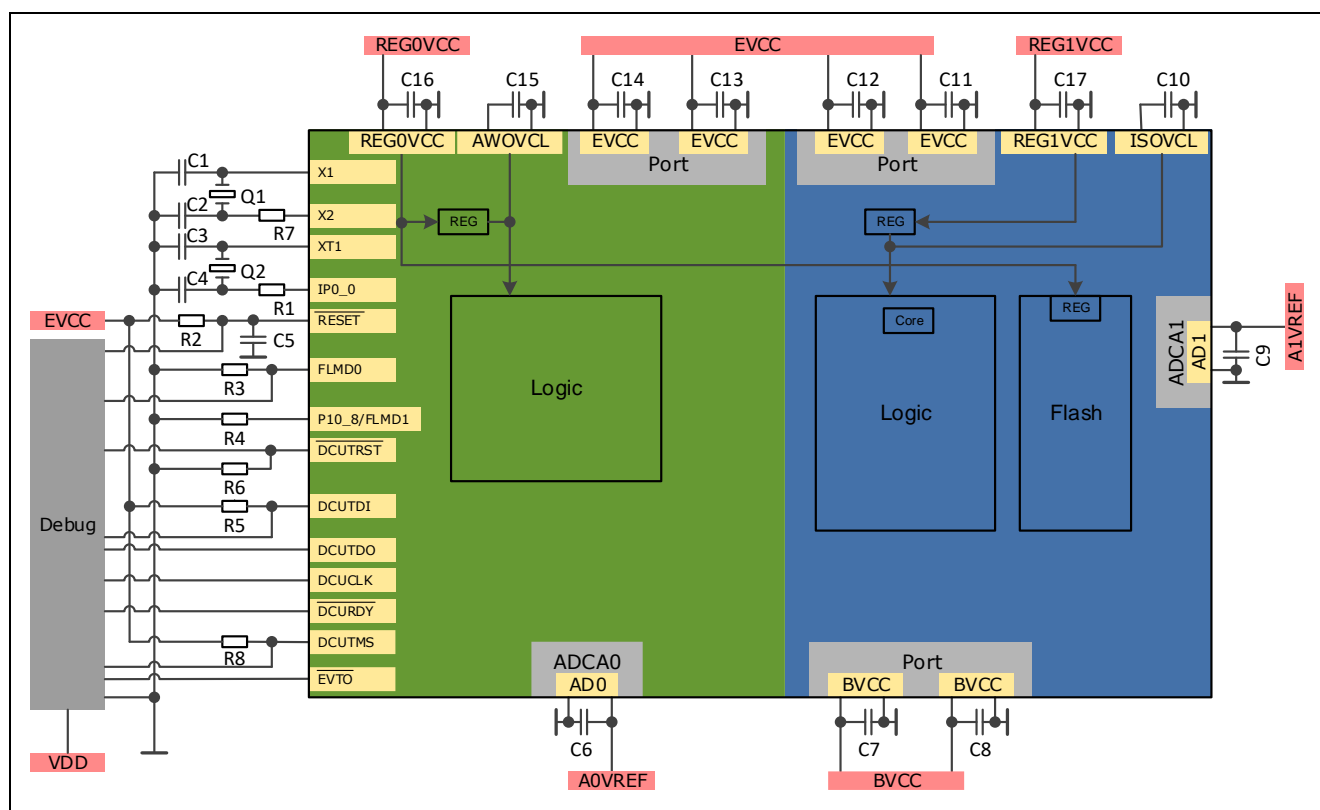 REG0VCC
EVCC
REG1VCC
C16
C15
C14
C13
C12
C11
C17
C10
REG0VCC
AWOVCL
EVCC
EVCC
EVCC
EVCC
REG1VCC
ISOVCL
Port
Port
C1
X1
Q1
C2
X2
REG
REG
R7
C3
XT1
Q2
C4
IP0_0
R1
EVCC
RESET
R2
C5
REG
Core
ADCA1
AD1
C9
A1VREF
FLMD0
R3
Logic
Logic
Flash
P10_8/FLMD1
R4
DCUTRST
R6
DCUTDI
R5
Debug
DCUTDO
DCUCLK
DCURDY
DCUTMS
R8
EVTO
ADCA0
AD0
Port
BVCC
BVCC
C6
C7
C8
VDD
A0VREF
BVCC